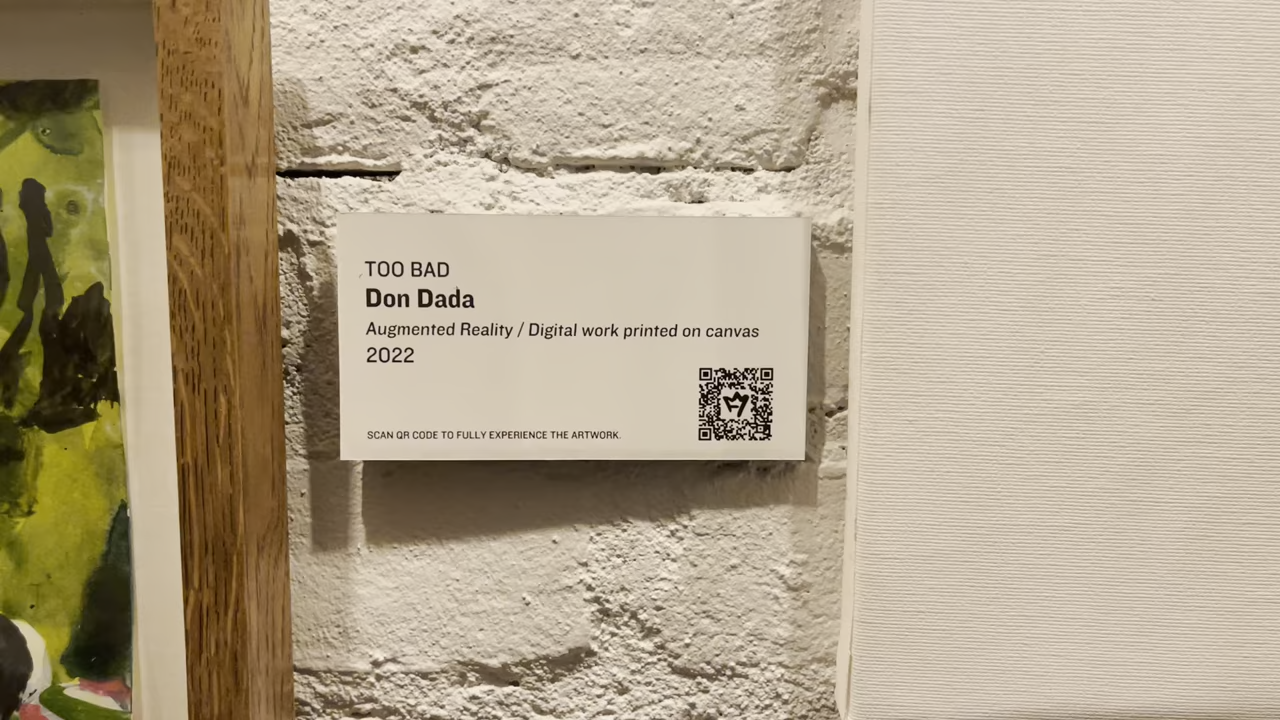 TOO BAD
Don Dada
Augmented Reality / Digital work printed on canvas
2022
SCAN QR CODE TO FULLY EXPERIENCE THE ARTWORK.